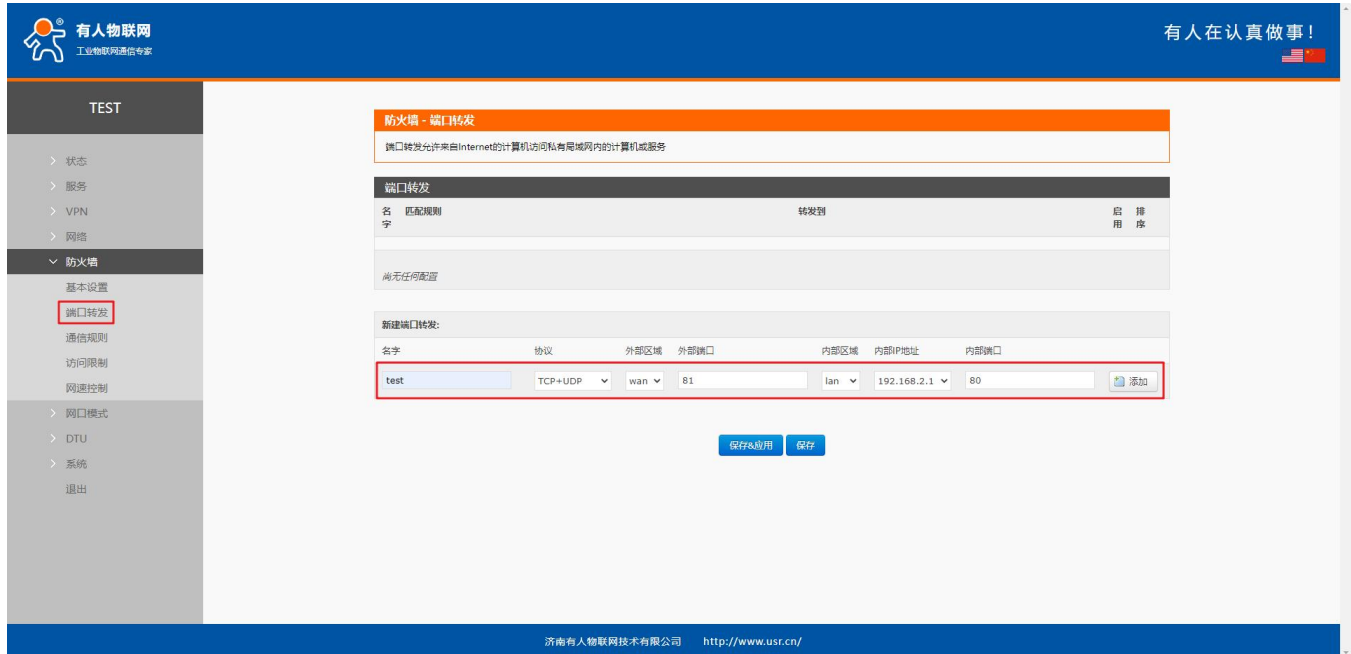 有人物联网
工业物联网通信专家
有人在认真做事！
TEST
状态
服务
VPN
网络
防火墙
基本设置
端口转发
通信规则
访问限制
网速控制
网口模式
DTU
系统
退出
防火墙 - 端口转发
端口转发允许来自Internet的计算机访问私有局域网内的计算机或服务
端口转发
名字 匹配规则 转发到 启用 排序
尚无任何配置
新建端口转发:
名字 协议 外部区域 外部端口 内部区域 内部IP地址 内部端口
test TCP+UDP wan 81 lan 192.168.2.1 80 添加
保存&应用 保存
济南有人物联网技术有限公司 http://www.usr.cn/